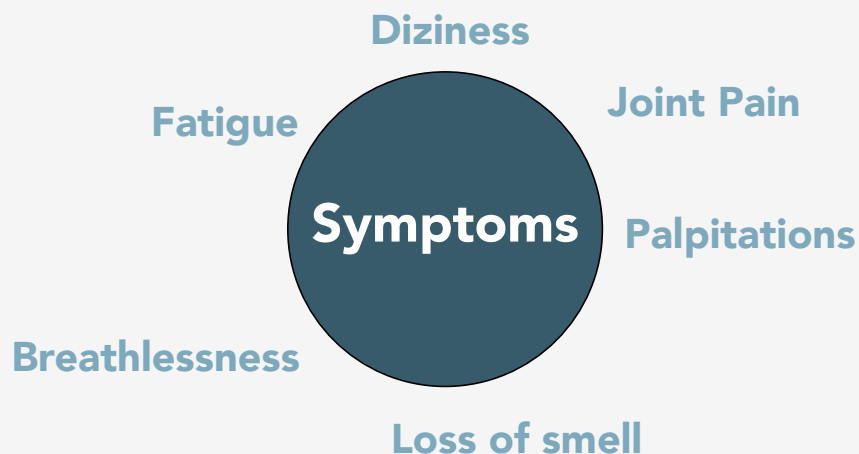 Diziness
Joint Pain
Fatigue
Symptoms
Palpitations
Breathlessness
Loss of smell